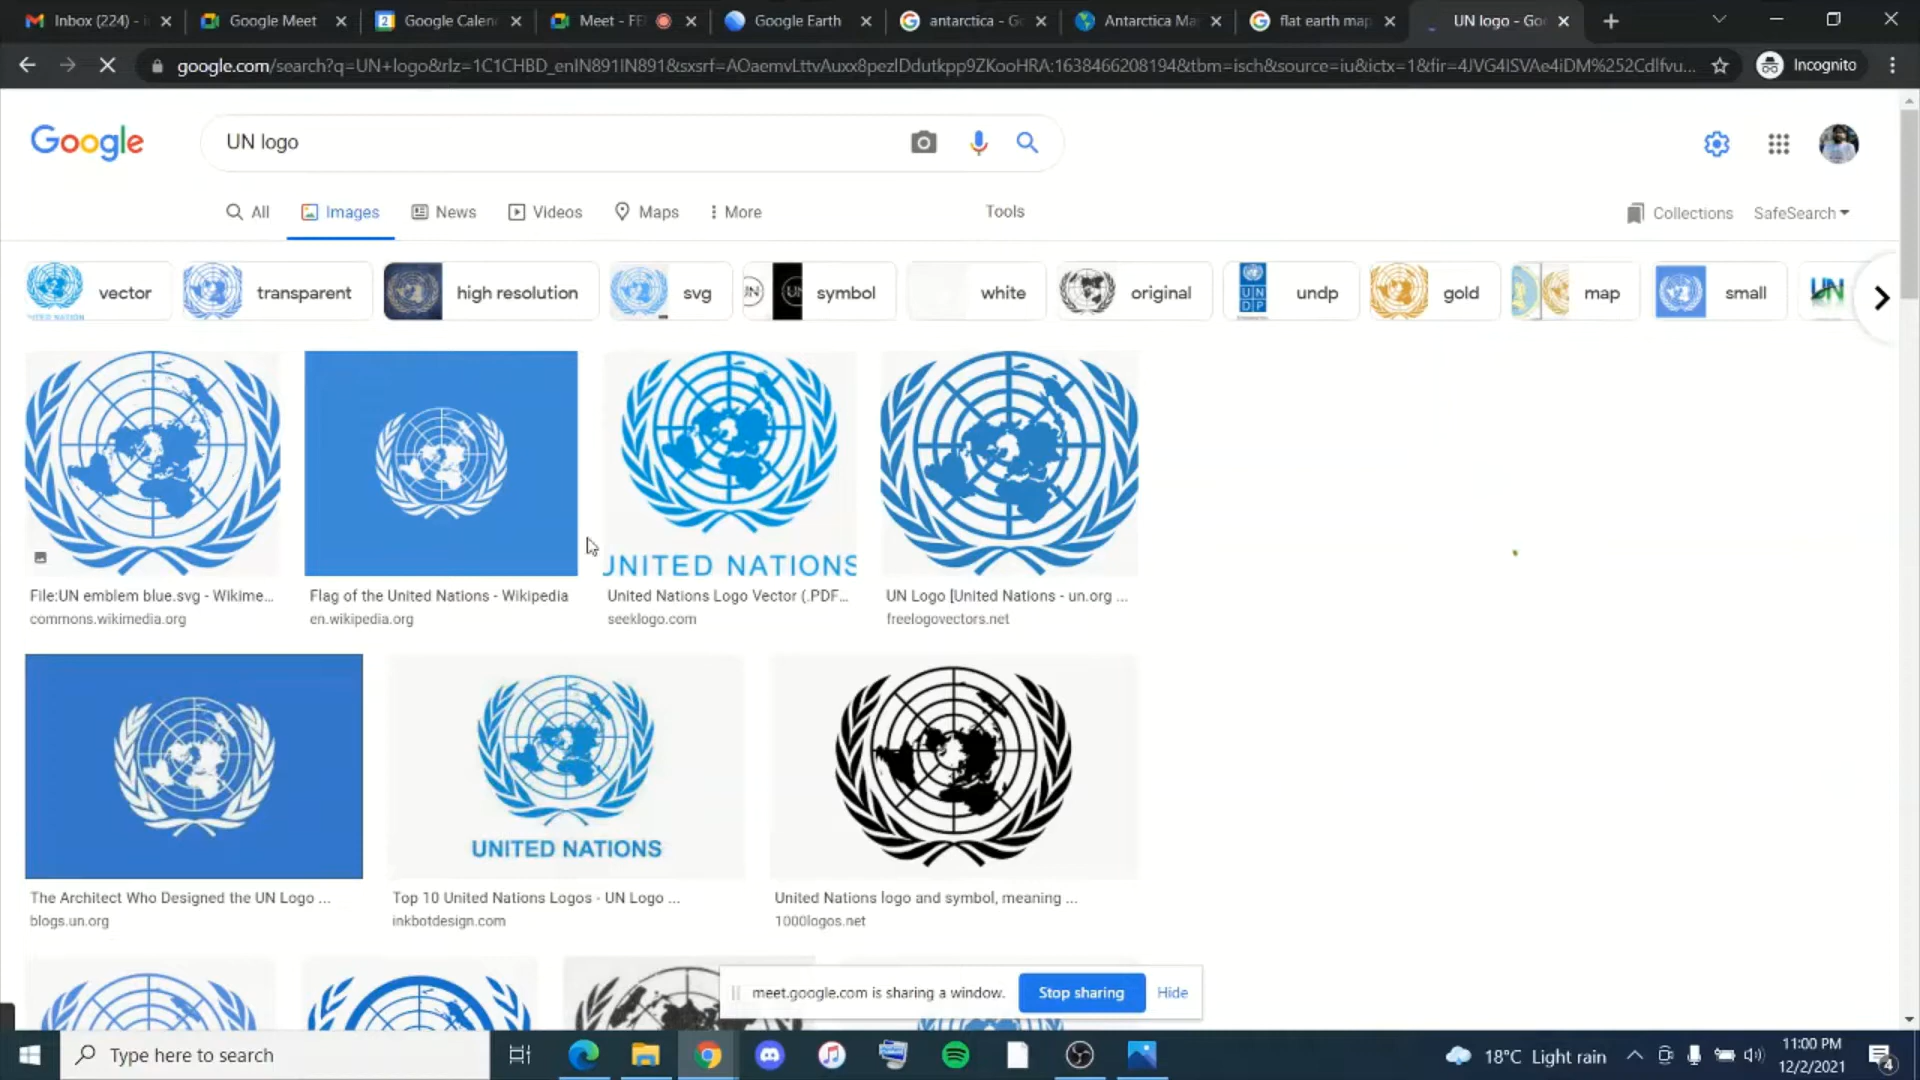 Inbox (224) - i
Google Meet
Google Calen
Meet - FE
Google Earth
antarctica - G
Antarctica Ma
flat earth map
UN logo - Goo
google.com/search?q=UN+logo&rlz=1C1CHBD_enIN891IN891&sxsrf=AOaemvLttvAuxx8pezlDdutkpp9ZKooHRA:1638466208194&tbm=isch&source=iu&ictx=1&fir=4JVG4ISVAe4iDM%252Cdlfvu...
Incognito
Google
UN logo
All
Images
News
Videos
Maps
More
Tools
Collections
SafeSearch
vector
transparent
high resolution
svg
symbol
white
original
undp
gold
map
small
UN
UNITED NATIONS
File:UN emblem blue.svg - Wikime...
commons.wikimedia.org
Flag of the United Nations - Wikipedia
en.wikipedia.org
United Nations Logo Vector (.PDF...
seeklogo.com
UN Logo [United Nations - un.org ...
freelogovectors.net
UNITED NATIONS
The Architect Who Designed the UN Logo ...
blogs.un.org
Top 10 United Nations Logos - UN Logo ...
inkbotdesign.com
United Nations logo and symbol, meaning ...
1000logos.net
meet.google.com is sharing a window.
Stop sharing
Hide
Type here to search
18°C Light rain
11:00 PM
12/2/2021
4